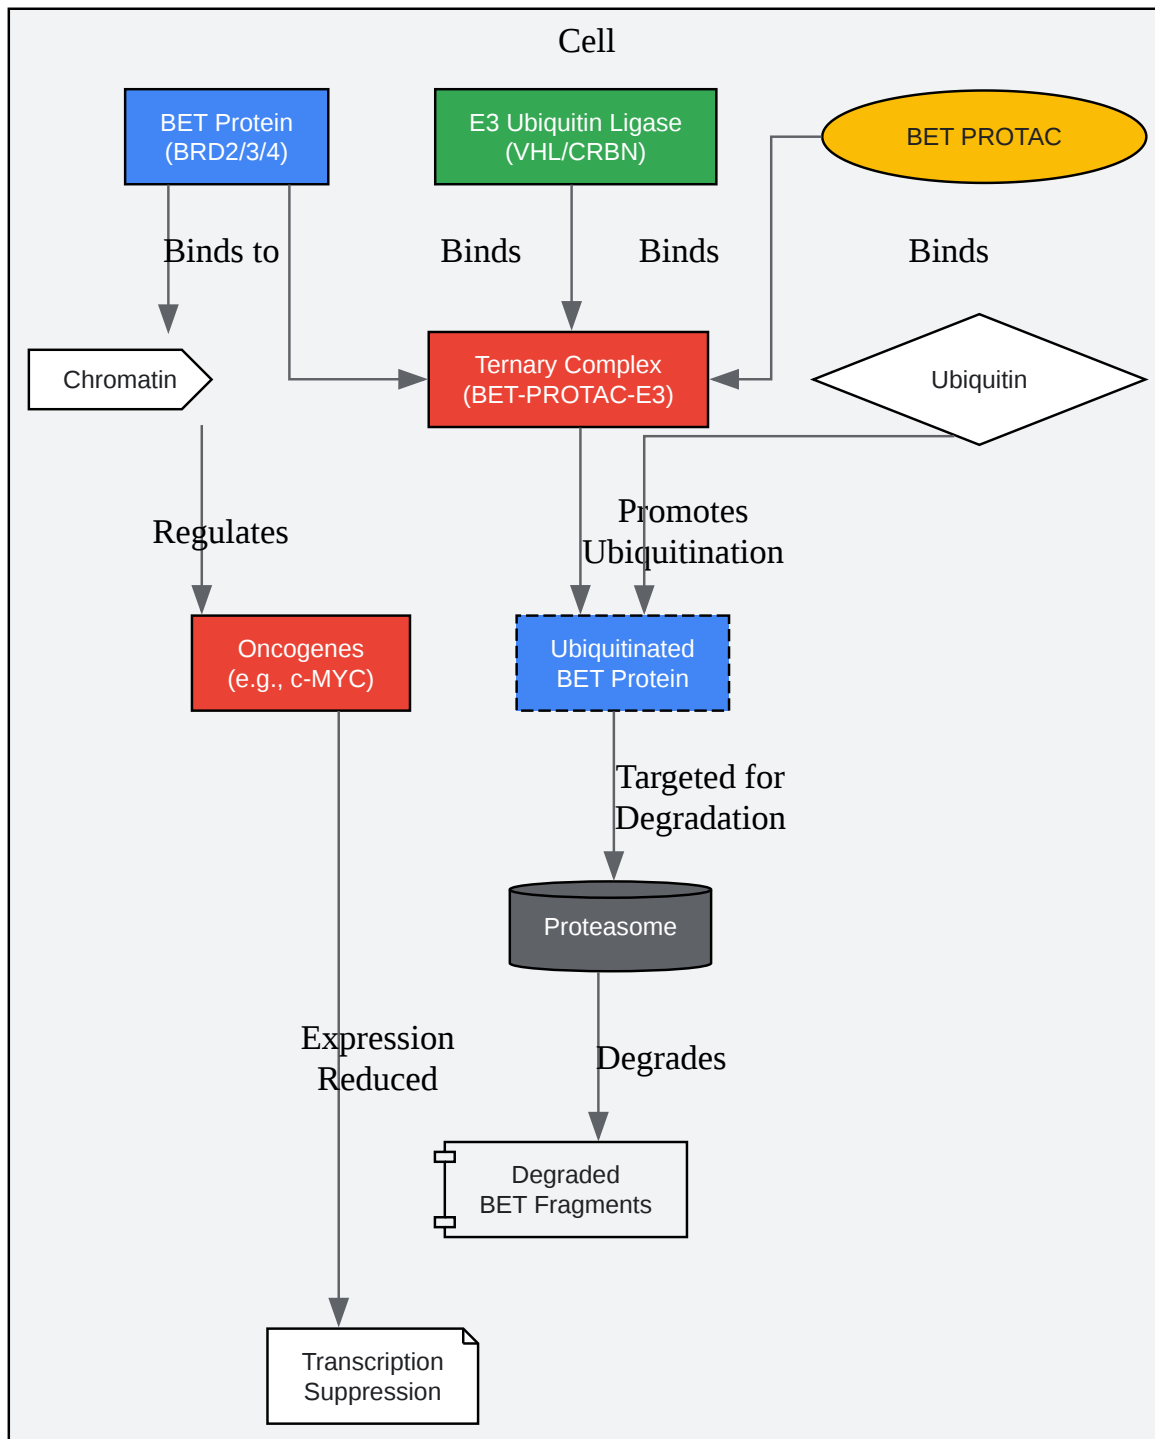 Cell
BET Protein
(BRD2/3/4)
E3 Ubiquitin Ligase
(VHL/CRBN)
BET PROTAC
Binds to
Binds
Binds
Binds
Chromatin
Ternary Complex
(BET-PROTAC-E3)
Ubiquitin
Regulates
Promotes
Ubiquitination
Oncogenes
(e.g., c-MYC)
Ubiquitinated
BET Protein
Targeted for
Degradation
Proteasome
Expression
Reduced
Degrades
Degraded
BET Fragments
Transcription
Suppression